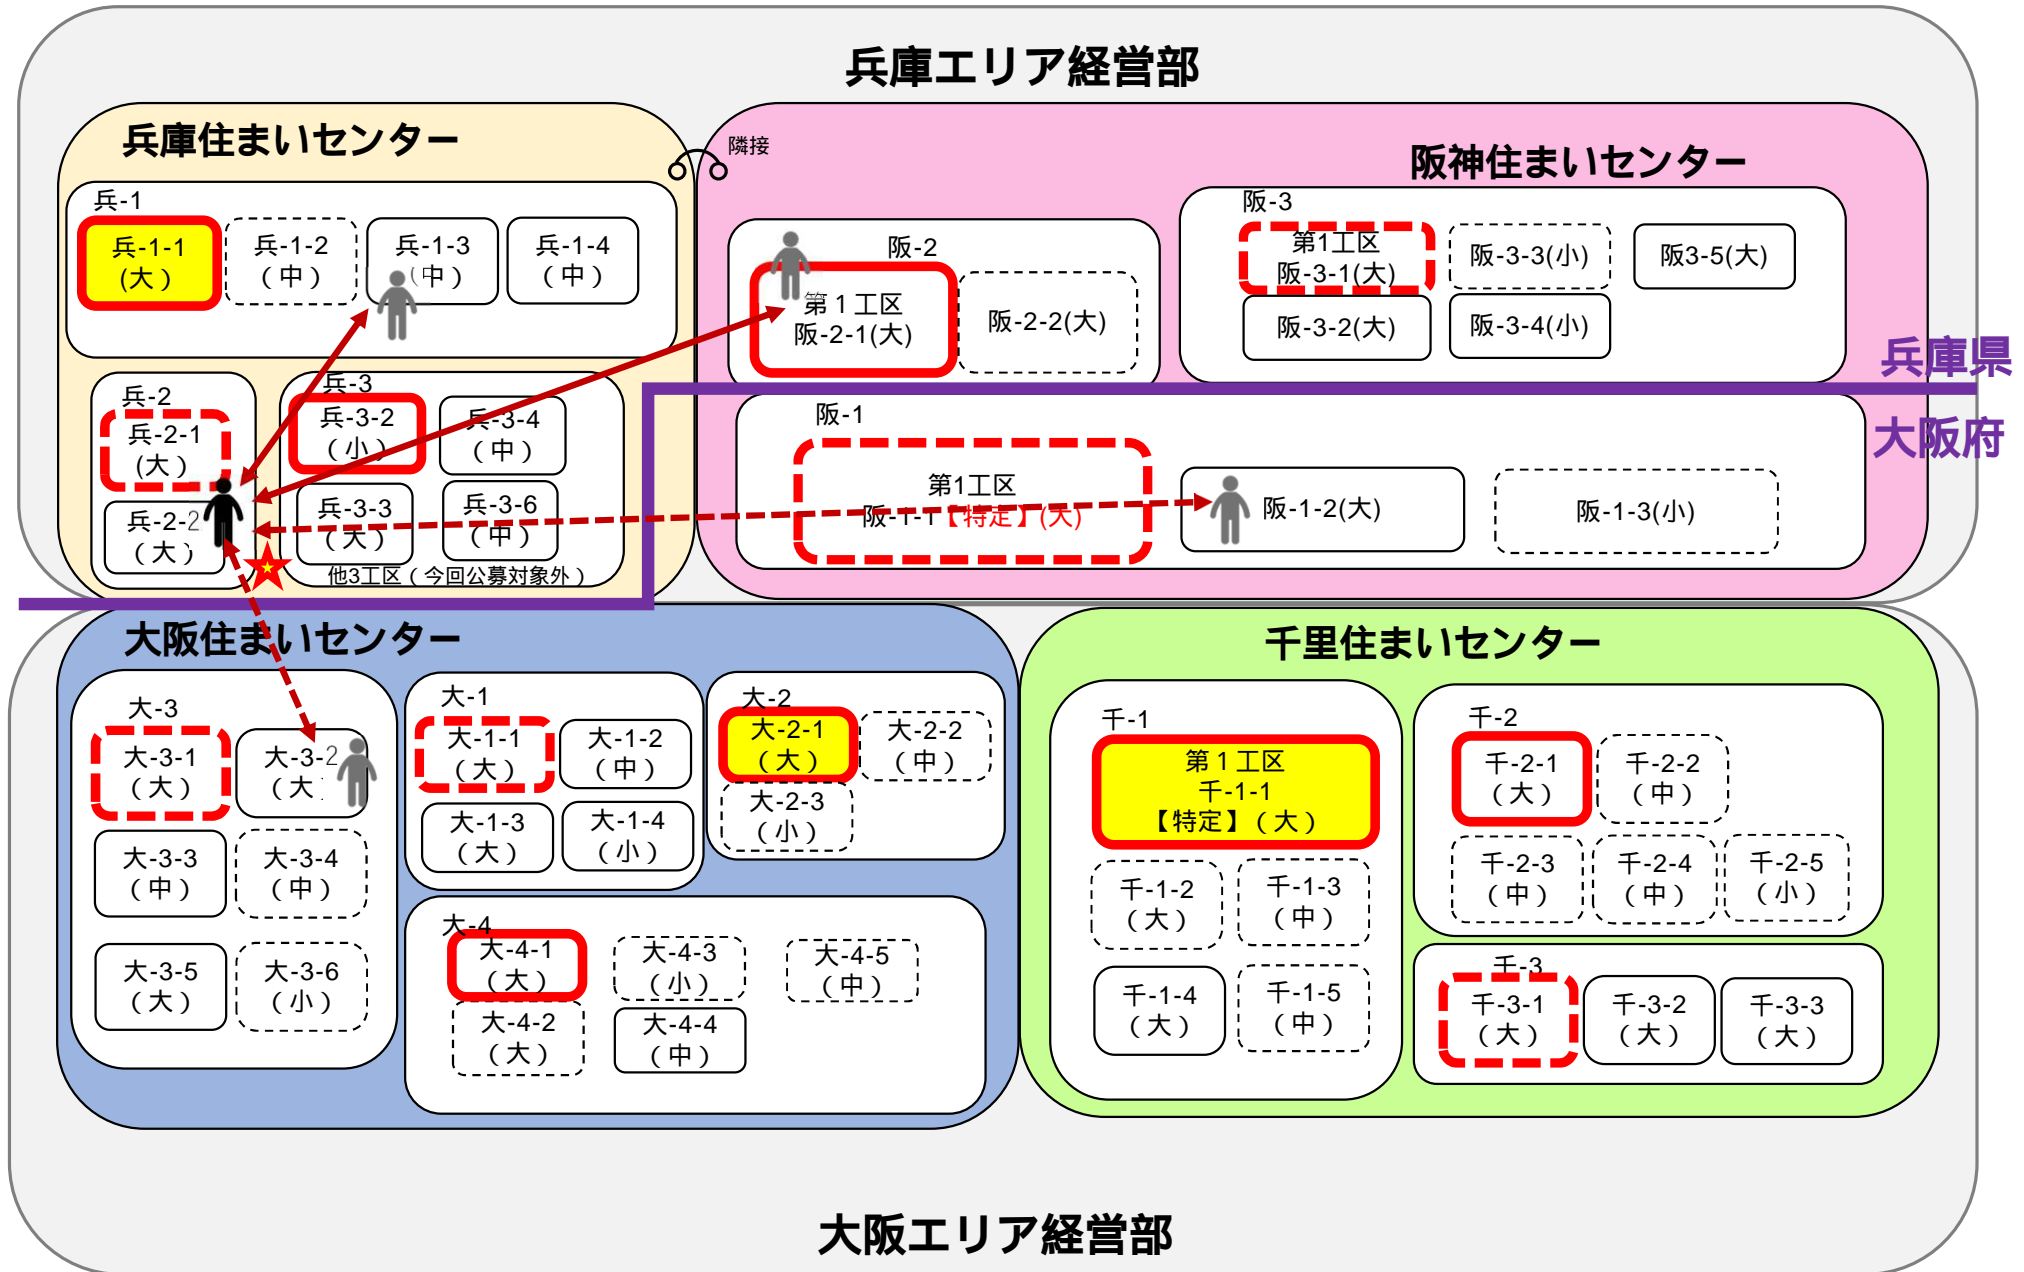 兵庫エリア経営部
兵庫住まいセンター
隣接
阪神住まいセンター
兵-1
兵-1-1
(大)
兵-1-2
(中)
兵-1-3
(中)
兵-1-4
(中)
阪-2
第1工区
阪-2-1(大)
阪-2-2(大)
阪-3
第1工区
阪-3-1(大)
阪-3-3(小)
阪3-5(大)
阪-3-2(大)
阪-3-4(小)
兵庫県
大阪府
兵-2
兵-2-1
(大)
兵-2-2
(大)
兵-3
兵-3-2
(小)
兵-3-4
(中)
兵-3-3
(大)
兵-3-6
(中)
他3工区(今回公募対象外)
阪-1
第1工区
阪-1-1【特定】(大)
阪-1-2(大)
阪-1-3(小)
大阪住まいセンター
大-3
大-3-1
(大)
大-3-2
(大)
大-3-3
(中)
大-3-4
(中)
大-3-5
(大)
大-3-6
(小)
大-1
大-1-1
(大)
大-1-2
(中)
大-1-3
(大)
大-1-4
(小)
大-2
大-2-1
(大)
大-2-2
(中)
大-2-3
(小)
大-4
大-4-1
(大)
大-4-3
(小)
大-4-5
(中)
大-4-2
(大)
大-4-4
(中)
千里住まいセンター
千-1
第1工区
千-1-1
【特定】(大)
千-1-2
(大)
千-1-3
(中)
千-1-4
(大)
千-1-5
(中)
千-2
千-2-1
(大)
千-2-2
(中)
千-2-3
(中)
千-2-4
(中)
千-2-5
(小)
千-3
千-3-1
(大)
千-3-2
(大)
千-3-3
(大)
大阪エリア経営部